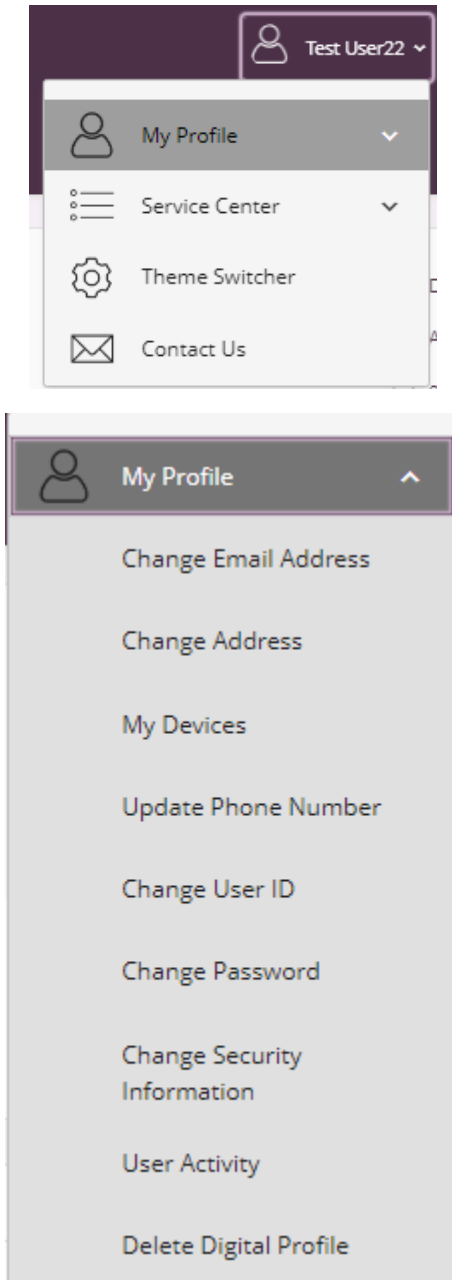 Test User22
My Profile
Service Center
Theme Switcher
Contact Us
My Profile
Change Email Address
Change Address
My Devices
Update Phone Number
Change User ID
Change Password
Change Security
Information
User Activity
Delete Digital Profile